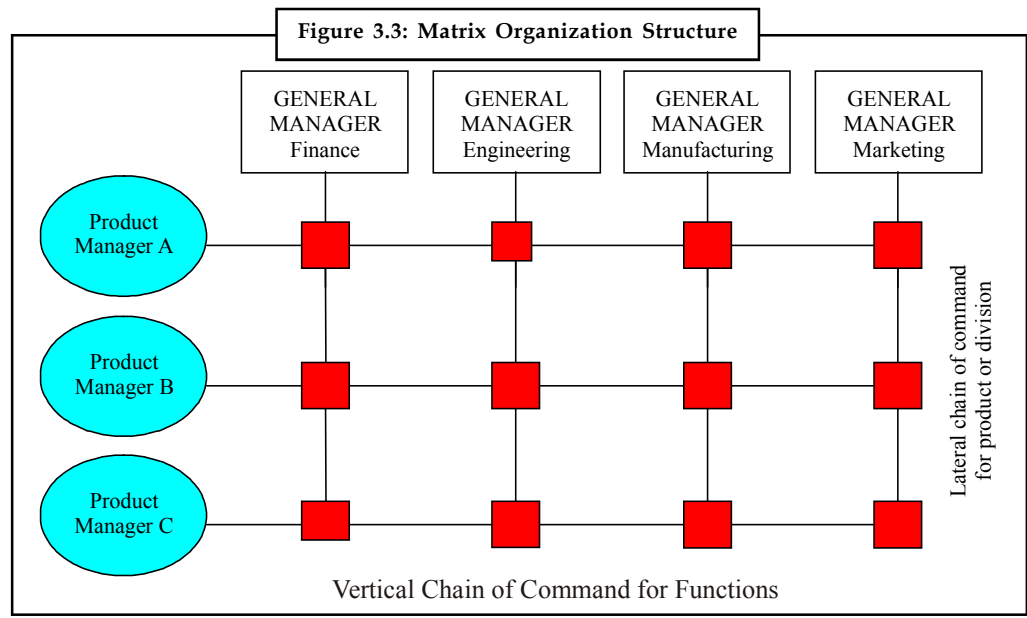 Figure 3.3: Matrix Organization Structure
GENERAL
MANAGER
Finance
GENERAL
MANAGER
Engineering
GENERAL
MANAGER
Manufacturing
GENERAL
MANAGER
Marketing
Product
Manager A
Product
Manager B
Product
Manager C
Lateral chain of command
for product or division
Vertical Chain of Command for Functions